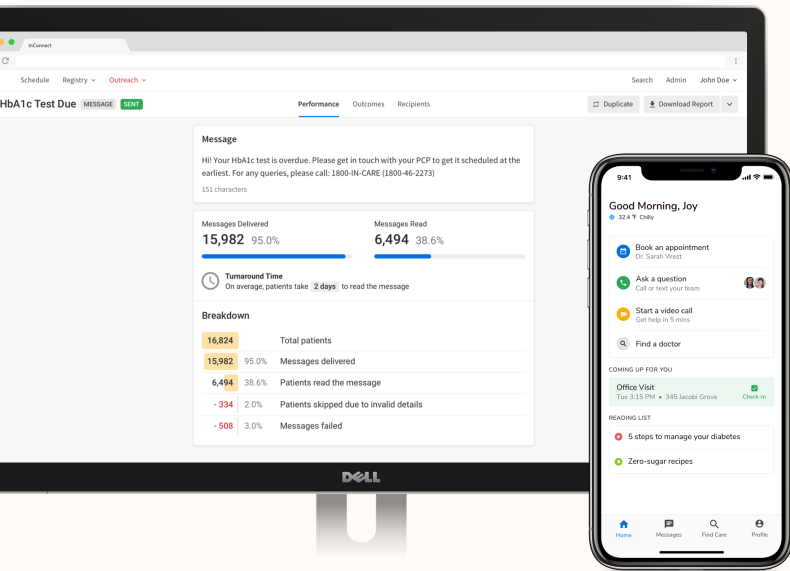 InConnect
Schedule Registry Outreach Search Admin John Doe
HbA1c Test Due MESSAGE SENT Performance Outcomes Recipients Duplicate Download Report
Message
Hi! Your HbA1c test is overdue. Please get in touch with your PCP to get it scheduled at the
earliest. For any queries, please call: 1800-IN-CARE (1800-46-2273)
151 characters
Messages Delivered Messages Read
15,982 95.0% 6,494 38.6%
Turnaround Time
On average, patients take 2 days to read the message
Breakdown
16,824 Total patients
15,982 95.0% Messages delivered
6,494 38.6% Patients read the message
- 334 2.0% Patients skipped due to invalid details
- 508 3.0% Messages failed
DELL
9:41
Good Morning, Joy
32.4 °F Chilly
Book an appointment
Dr. Sarah West
Ask a question
Call or text your team
Start a video call
Get help in 5 mins
Find a doctor
COMING UP FOR YOU
Office Visit
Tue 3:15 PM • 345 Jacobi Grove Check-in
READING LIST
5 steps to manage your diabetes
Zero-sugar recipes
Home Messages Find Care Profile